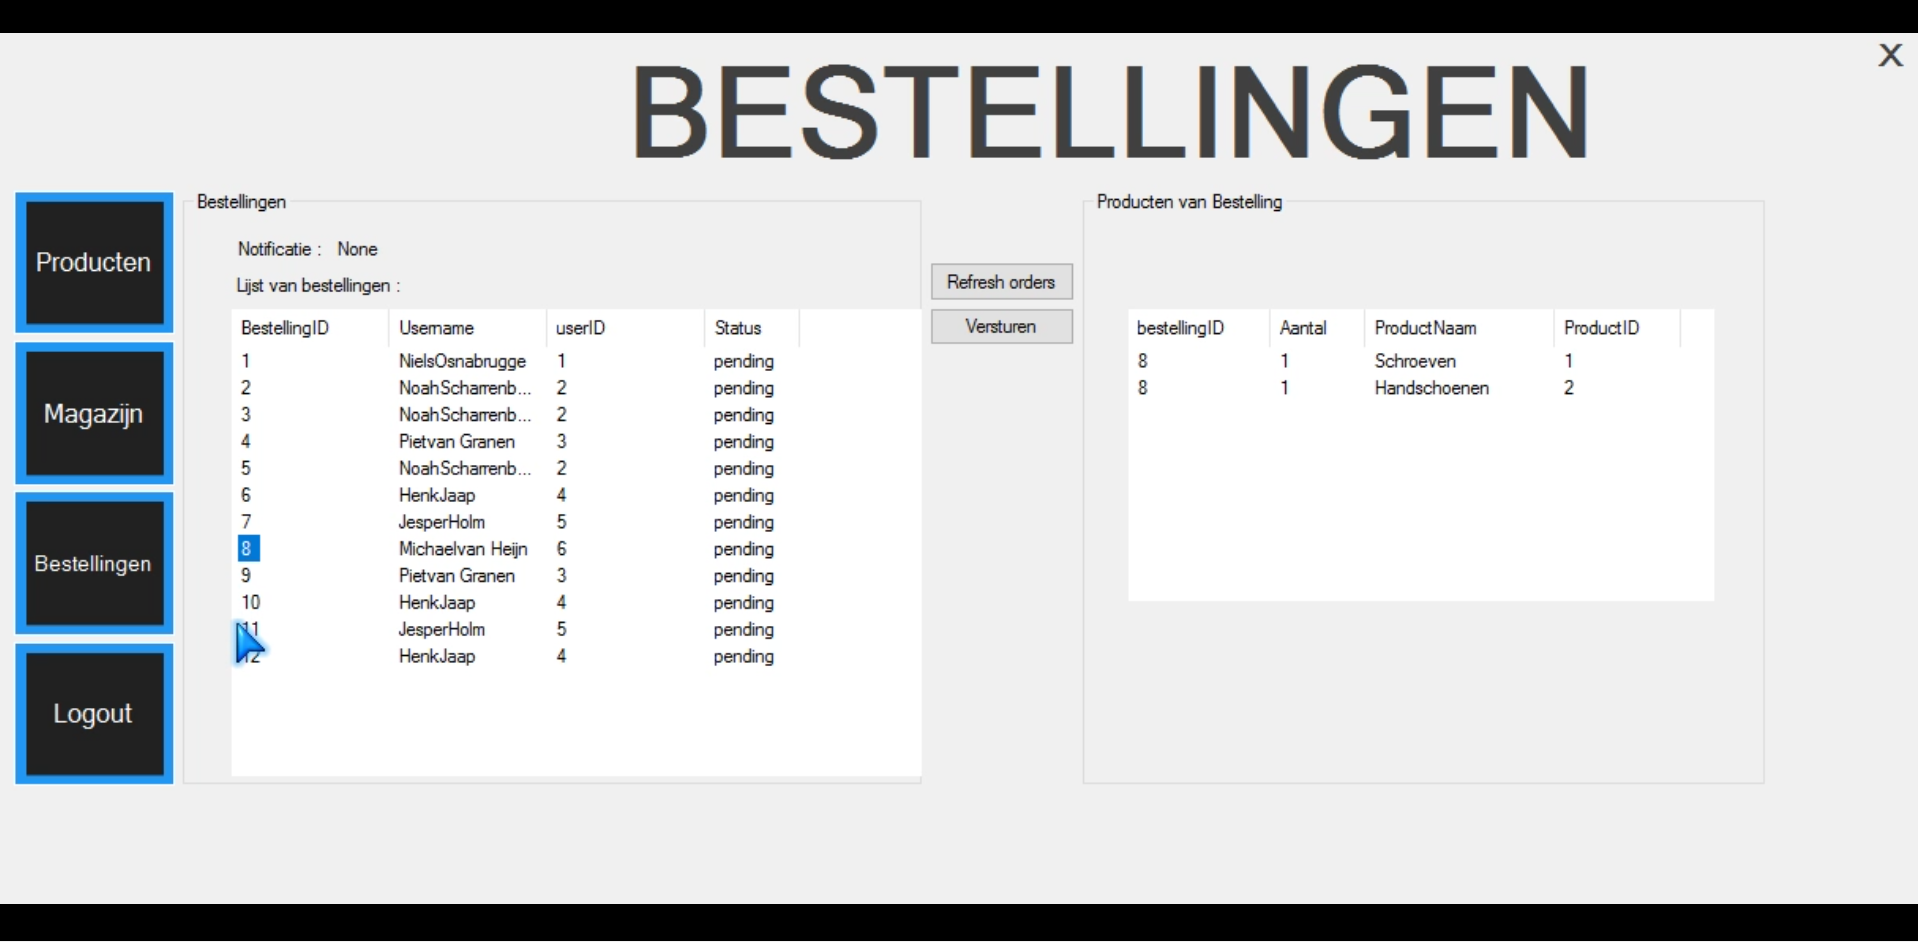 X
BESTELLINGEN
Producten
Magazijn
Bestellingen
Logout
Bestellingen
Notificatie : None
Lijst van bestellingen :
BestellingID Username userID Status
1 NielsOsnabrugge 1 pending
2 NoahScharrenb... 2 pending
3 NoahScharrenb... 2 pending
4 Pietvan Granen 3 pending
5 NoahScharrenb... 2 pending
6 HenkJaap 4 pending
7 JesperHolm 5 pending
8 Michaelvan Heijn 6 pending
9 Pietvan Granen 3 pending
10 HenkJaap 4 pending
11 JesperHolm 5 pending
12 HenkJaap 4 pending
Refresh orders
Versturen
Producten van Bestelling
bestellingID Aantal ProductNaam ProductID
8 1 Schroeven 1
8 1 Handschoenen 2